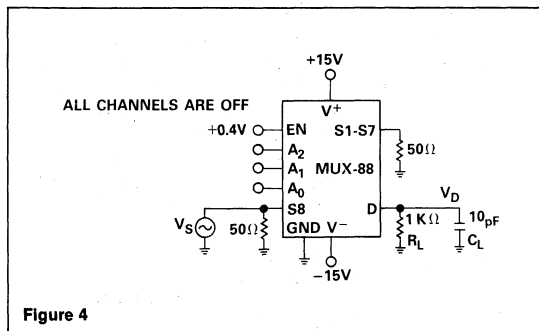 +15V
ALL CHANNELS ARE OFF
V+
+0.4V EN S1-S7
A2 50Ω
A1 MUX-88
A0 VD
VS S8 D 1 KΩ 10pF
50Ω GND V− RL CL
−15V
Figure 4